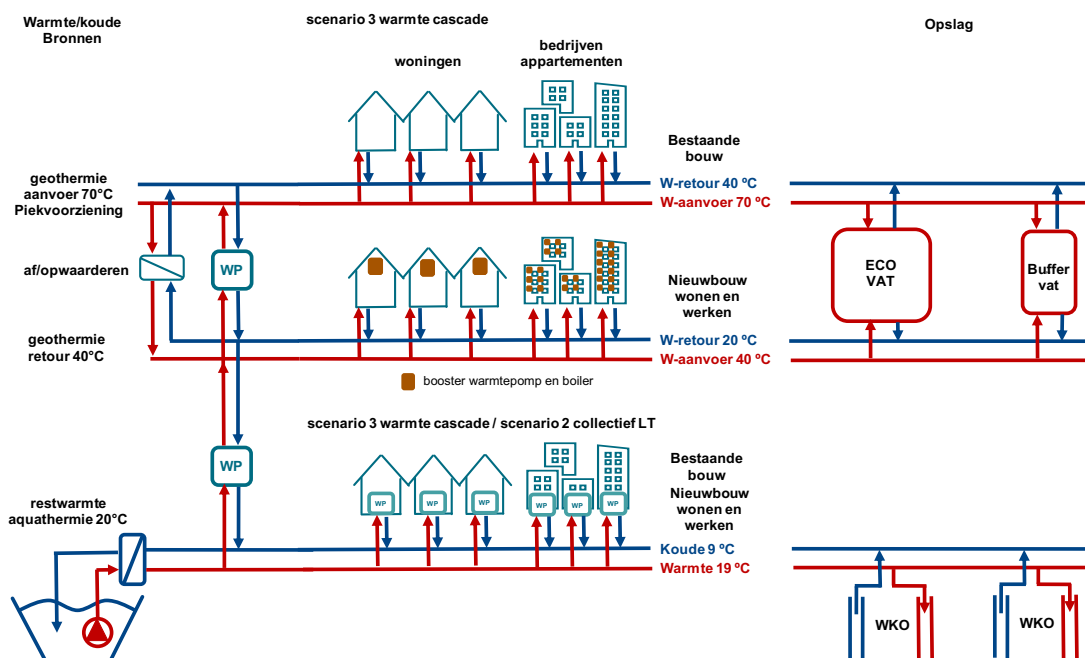 Warmte/koude
Bronnen
scenario 3 warmte cascade
Opslag
woningen
bedrijven
appartementen
Bestaande
bouw
geothermie
aanvoer 70°C
Piekvoorziening
W-retour 40 ºC
W-aanvoer 70 ºC
af/opwaarderen
WP
ECO
VAT
Buffer
vat
Nieuwbouw
wonen en
werken
geothermie
retour 40°C
W-retour 20 ºC
W-aanvoer 40 ºC
booster warmtepomp en boiler
scenario 3 warmte cascade / scenario 2 collectief LT
WP
Bestaande
bouw
Nieuwbouw
wonen en
werken
WP
WP
WP
WP
WP
WP
restwarmte
aquathermie 20°C
Koude 9 ºC
Warmte 19 ºC
WKO
WKO